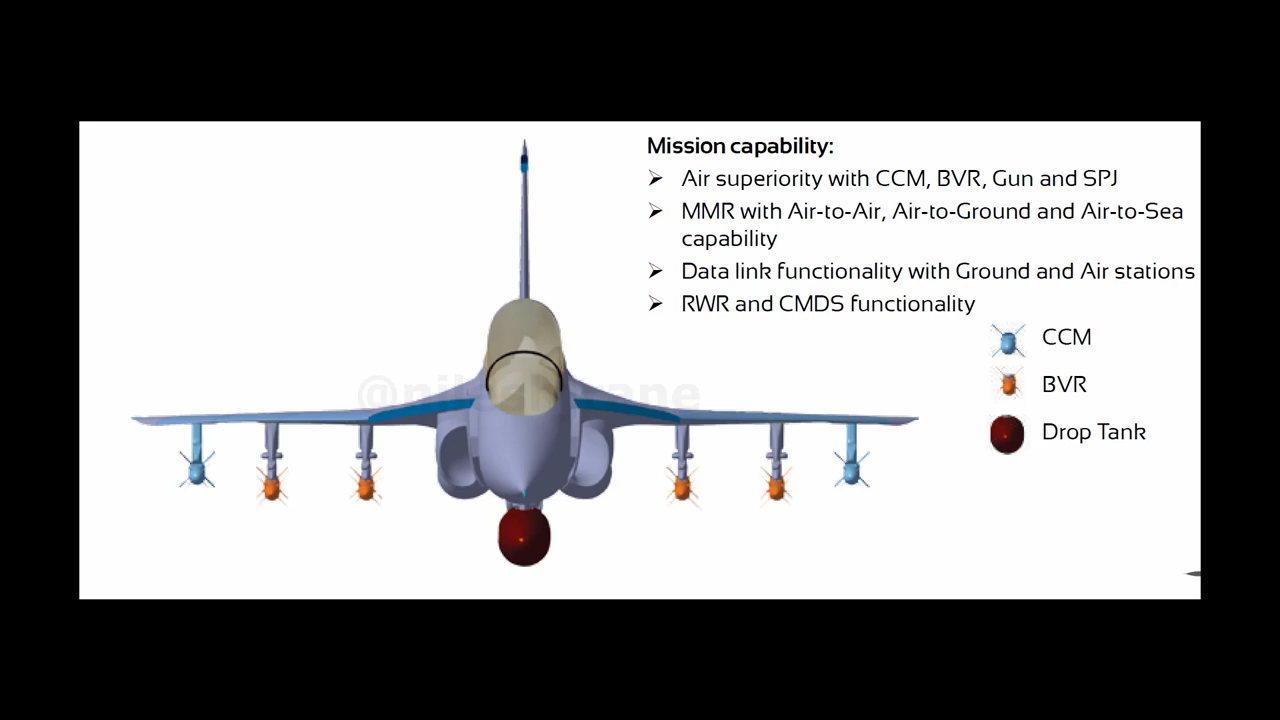 Mission capability:
Air superiority with CCM, BVR, Gun and SPJ
MMR with Air-to-Air, Air-to-Ground and Air-to-Sea
capability
Data link functionality with Ground and Air stations
RWR and CMDS functionality
CCM
BVR
Drop Tank